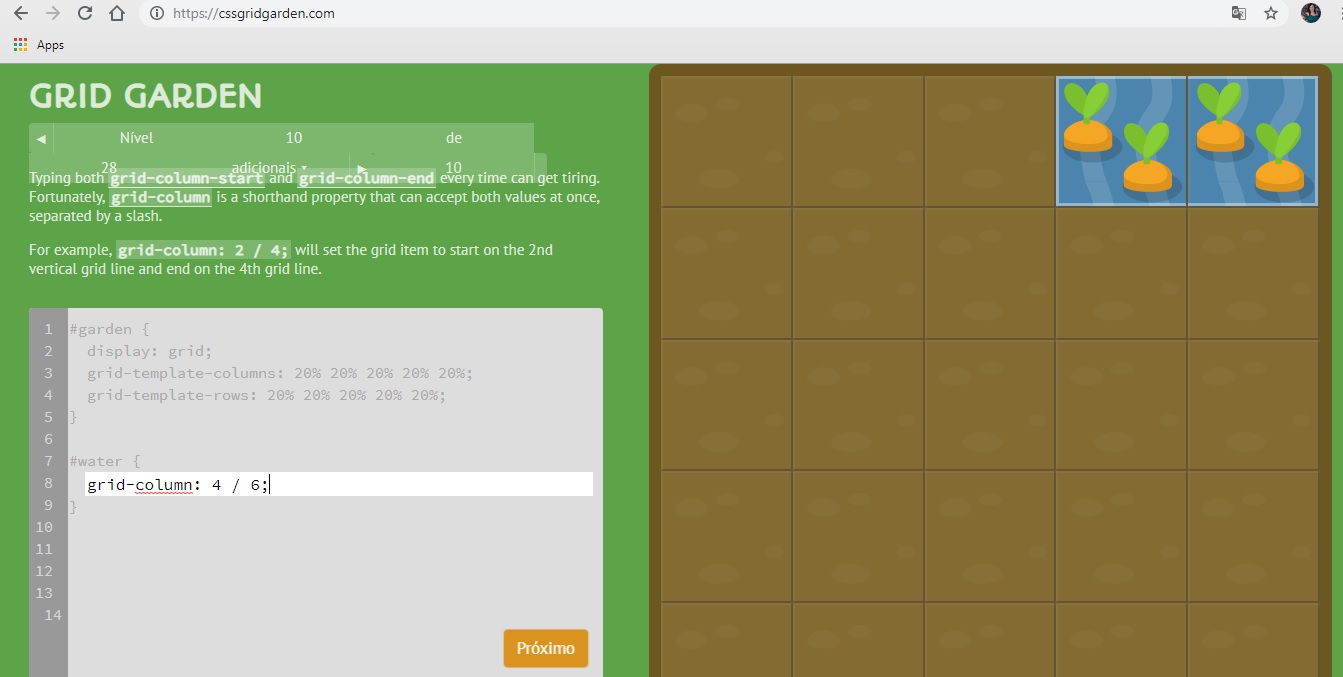 https://cssgridgarden.com
Apps
GRID GARDEN
◀ Nível 10 de
28 adicionais ▾ ▶ 10
Typing both grid-column-start and grid-column-end every time can get tiring.
Fortunately, grid-column is a shorthand property that can accept both values at once,
separated by a slash.
For example, grid-column: 2 / 4; will set the grid item to start on the 2nd
vertical grid line and end on the 4th grid line.
1 #garden {
2 display: grid;
3 grid-template-columns: 20% 20% 20% 20% 20%;
4 grid-template-rows: 20% 20% 20% 20% 20%;
5 }
6
7 #water {
8 grid-column: 4 / 6;
9 }
10
11
12
13
14
Próximo